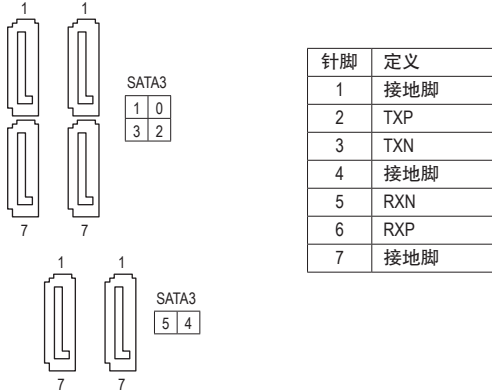 1 1
SATA3
1 0
3 2
7 7
1 1
SATA3
5 4
7 7
针脚 定义
1 接地脚
2 TXP
3 TXN
4 接地脚
5 RXN
6 RXP
7 接地脚